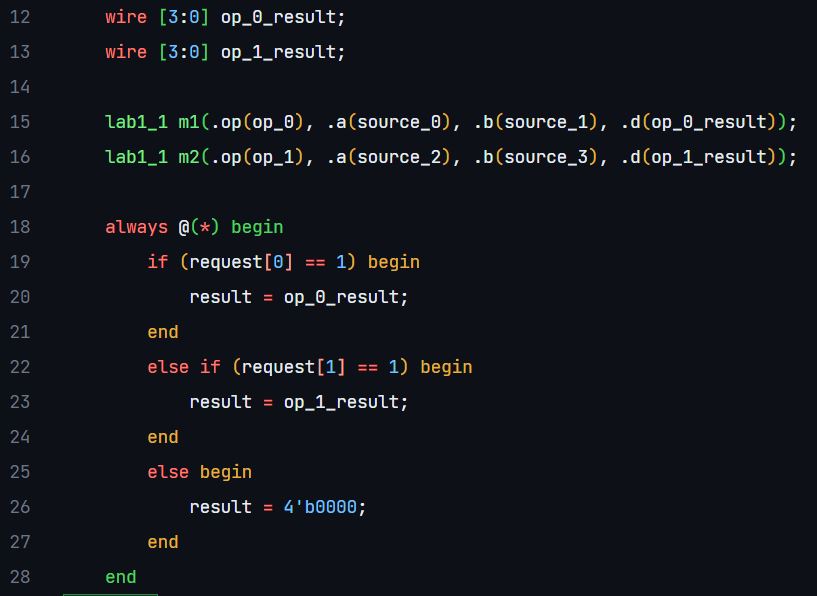 12 wire [3:0] op_0_result;
13 wire [3:0] op_1_result;
14
15 lab1_1 m1(.op(op_0), .a(source_0), .b(source_1), .d(op_0_result));
16 lab1_1 m2(.op(op_1), .a(source_2), .b(source_3), .d(op_1_result));
17
18 always @(*) begin
19 if (request[0] == 1) begin
20 result = op_0_result;
21 end
22 else if (request[1] == 1) begin
23 result = op_1_result;
24 end
25 else begin
26 result = 4'b0000;
27 end
28 end